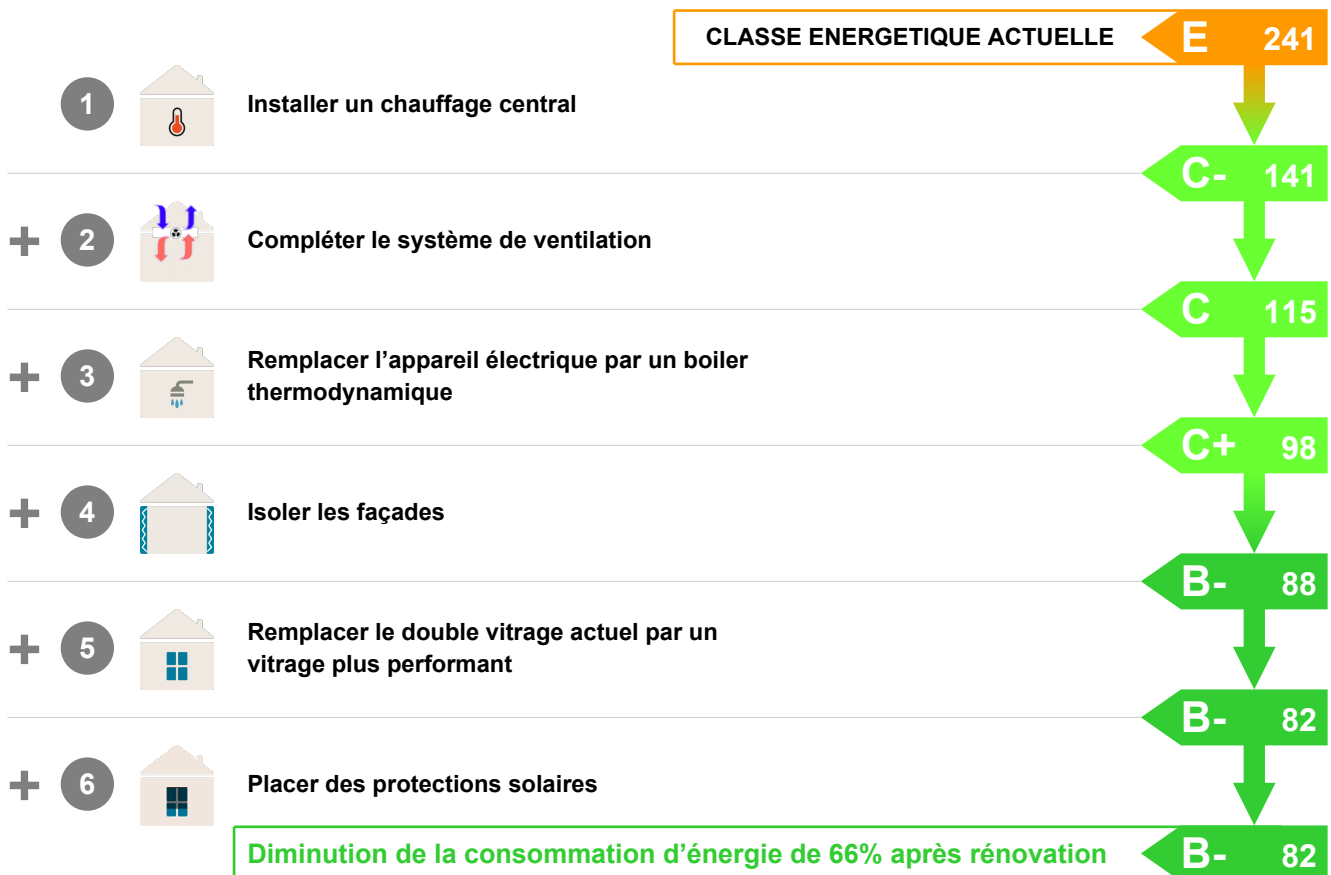 CLASSE ENERGETIQUE ACTUELLE E 241
1 Installer un chauffage central
C- 141
+ 2 Compléter le système de ventilation
C 115
+ 3 Remplacer l’appareil électrique par un boiler
thermodynamique
C+ 98
+ 4 Isoler les façades
B- 88
+ 5 Remplacer le double vitrage actuel par un
vitrage plus performant
B- 82
+ 6 Placer des protections solaires
Diminution de la consommation d’énergie de 66% après rénovation B- 82